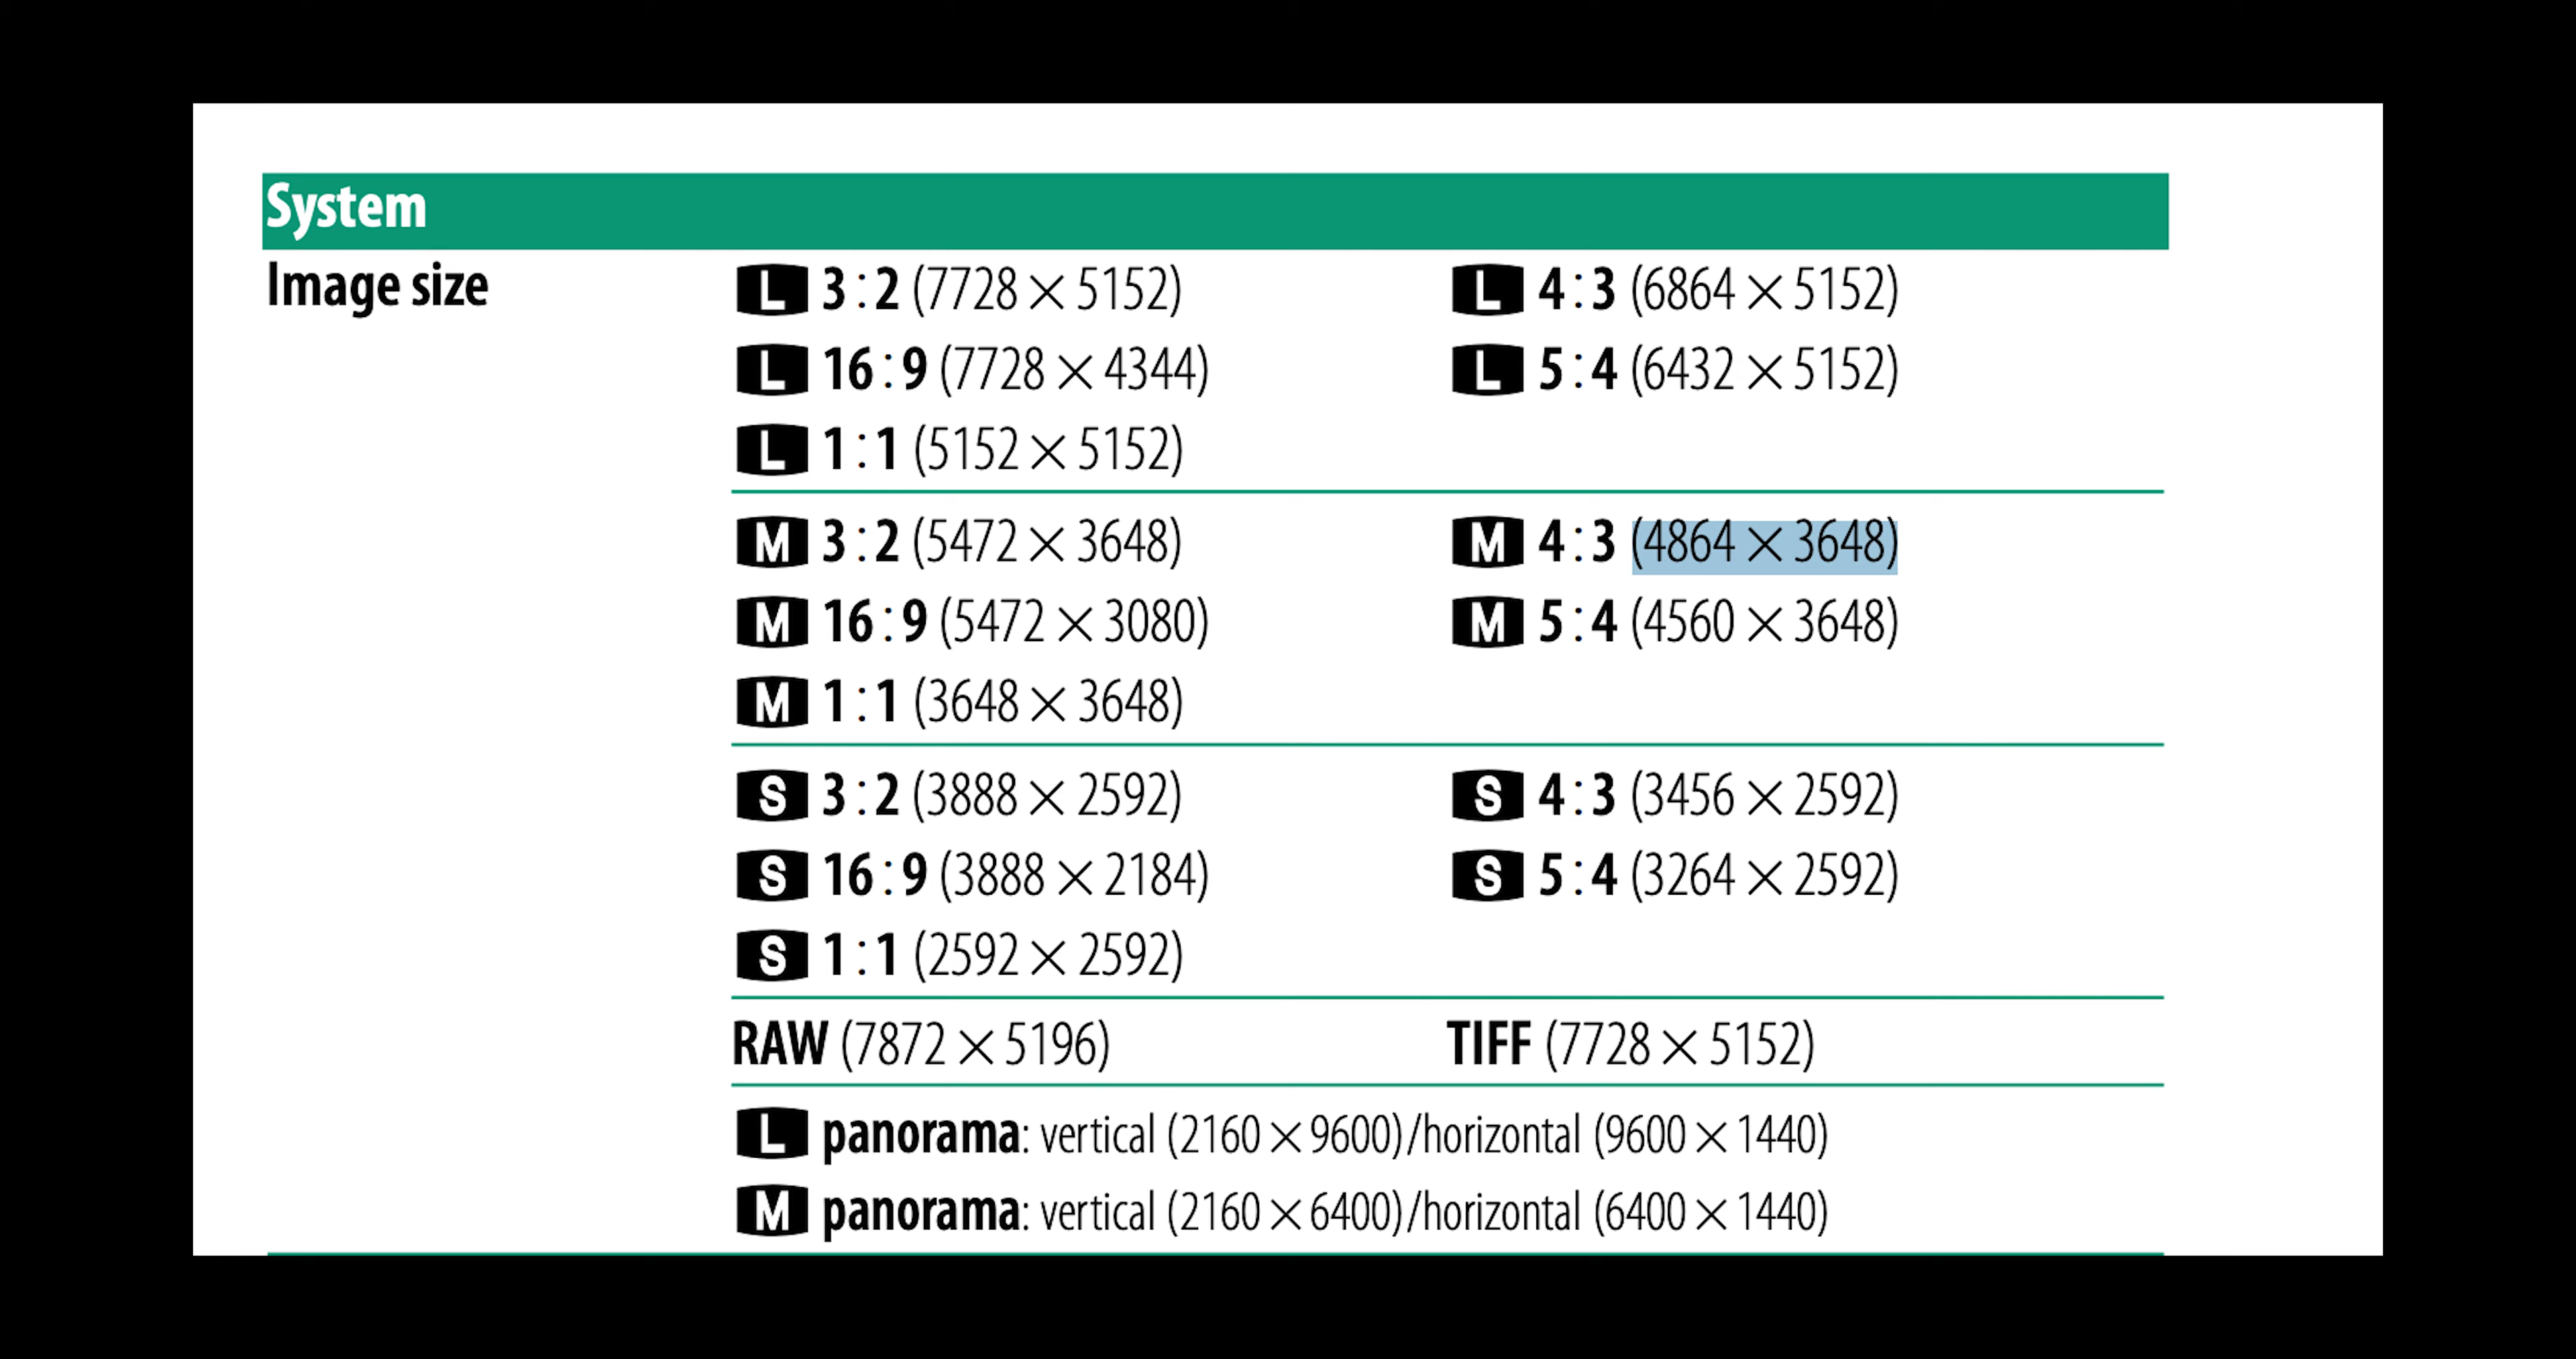 System
Image size
L 3:2 (7728 × 5152) L 4:3 (6864 × 5152)
L 16:9 (7728 × 4344) L 5:4 (6432 × 5152)
L 1:1 (5152 × 5152)
M 3:2 (5472 × 3648) M 4:3 (4864 × 3648)
M 16:9 (5472 × 3080) M 5:4 (4560 × 3648)
M 1:1 (3648 × 3648)
S 3:2 (3888 × 2592) S 4:3 (3456 × 2592)
S 16:9 (3888 × 2184) S 5:4 (3264 × 2592)
S 1:1 (2592 × 2592)
RAW (7872 × 5196) TIFF (7728 × 5152)
L panorama: vertical (2160 × 9600)/horizontal (9600 × 1440)
M panorama: vertical (2160 × 6400)/horizontal (6400 × 1440)